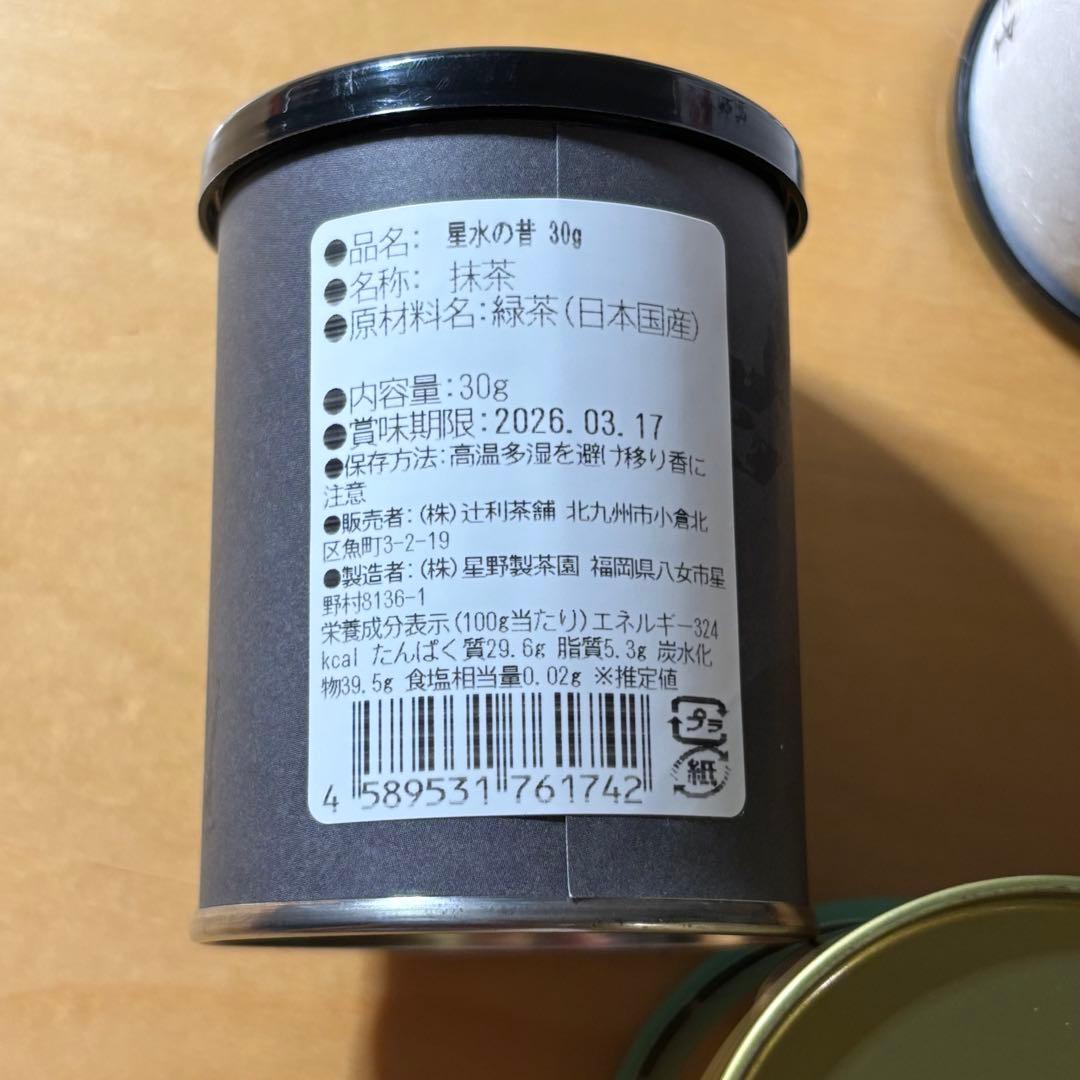 ●品名: 星水の昔 30g
●名称: 抹茶
●原材料名:緑茶(日本国産)
●内容量:30g
●賞味期限:2026.03.17
●保存方法:高温多湿を避け移り香に
注意
●販売者:(株)辻利茶舗 北九州市小倉北
区魚町3-2-19
●製造者:(株)星野製茶園 福岡県八女市星
野村8136-1
栄養成分表示(100g当たり)エネルギー324
kcal たんぱく質29.6g 脂質5.3g 炭水化
物39.5g 食塩相当量0.02g ※推定値
プラ
紙
4 589531 761742